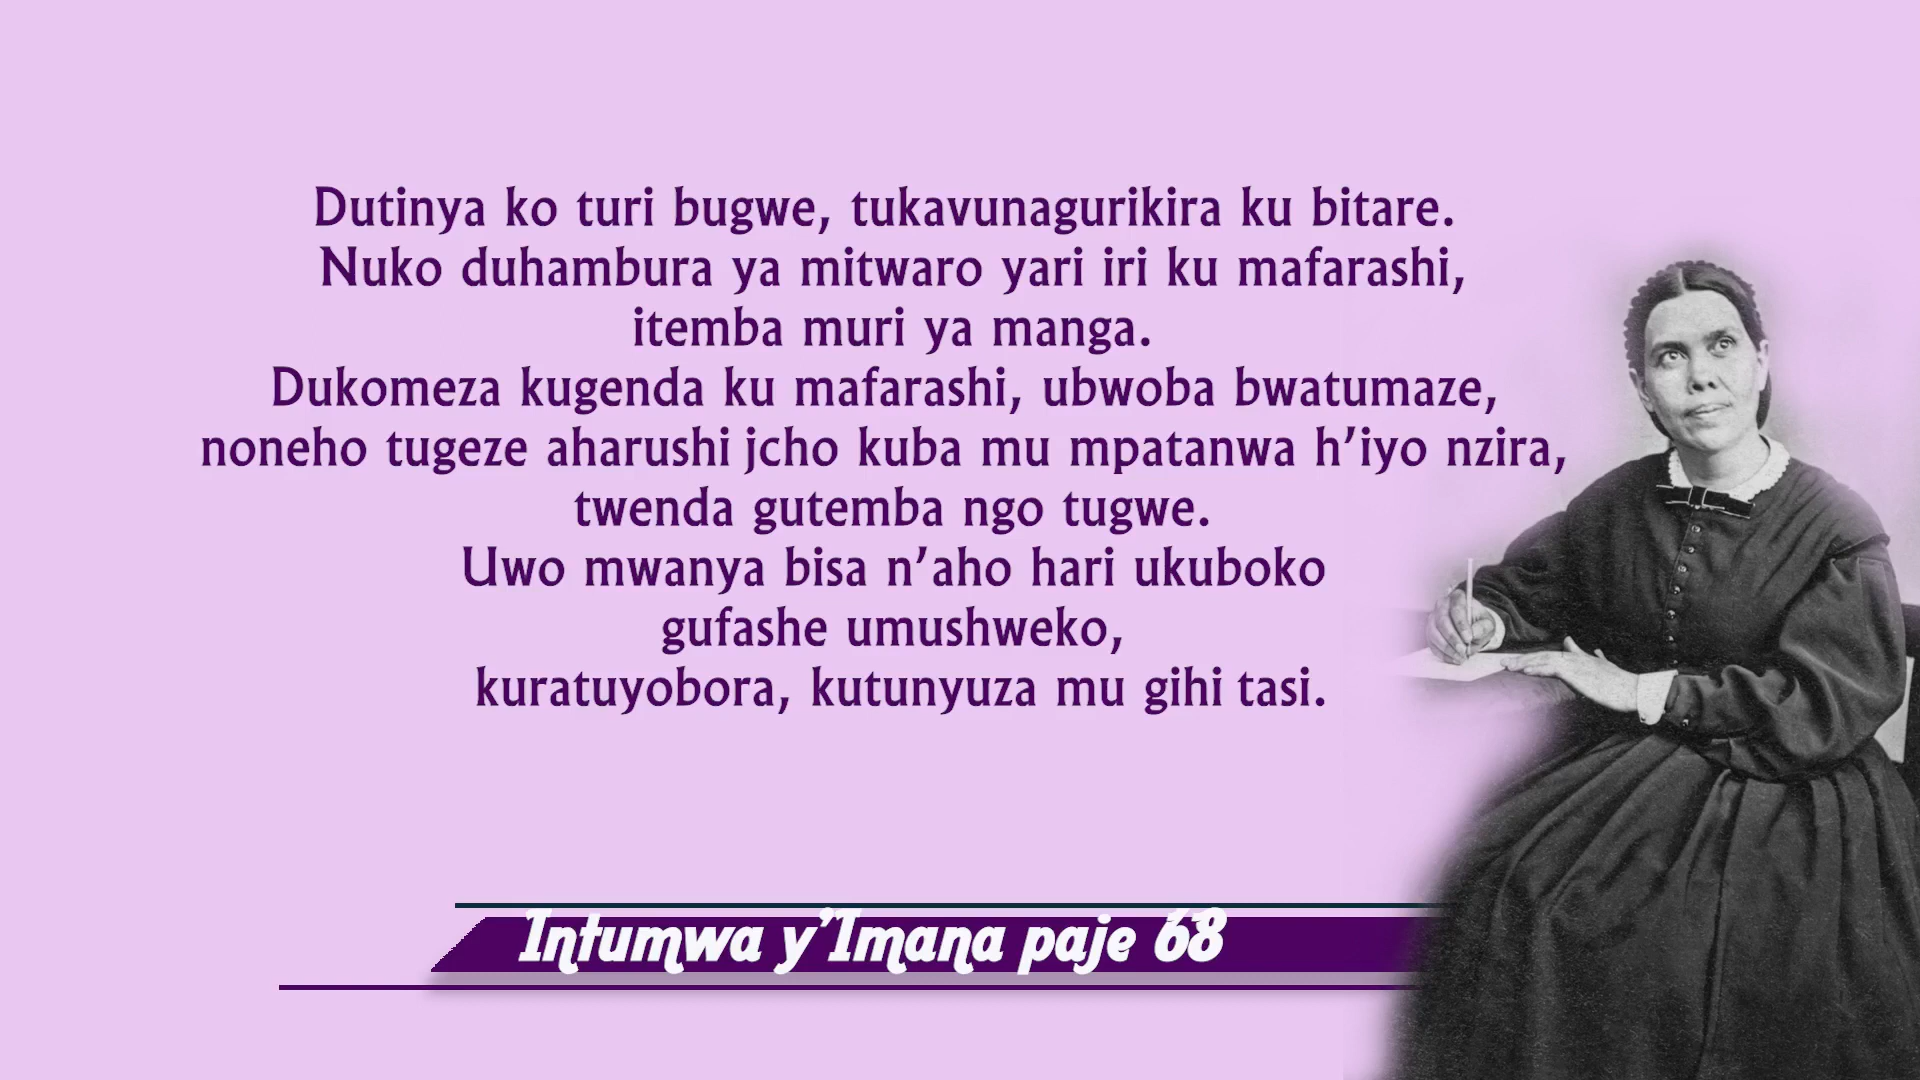 Dutinya ko turi bugwe, tukavunagurikira ku bitare.
Nuko duhambura ya mitwaro yari iri ku mafarashi,
itemba muri ya manga.
Dukomeza kugenda ku mafarashi, ubwoba bwatumaze,
noneho tugeze aharushi jcho kuba mu mpatanwa h’iyo nzira,
twenda gutemba ngo tugwe.
Uwo mwanya bisa n’aho hari ukuboko
gufashe umushweko,
kuratuyobora, kutunyuza mu gihi tasi.
Intumwa y'Imana paje 68